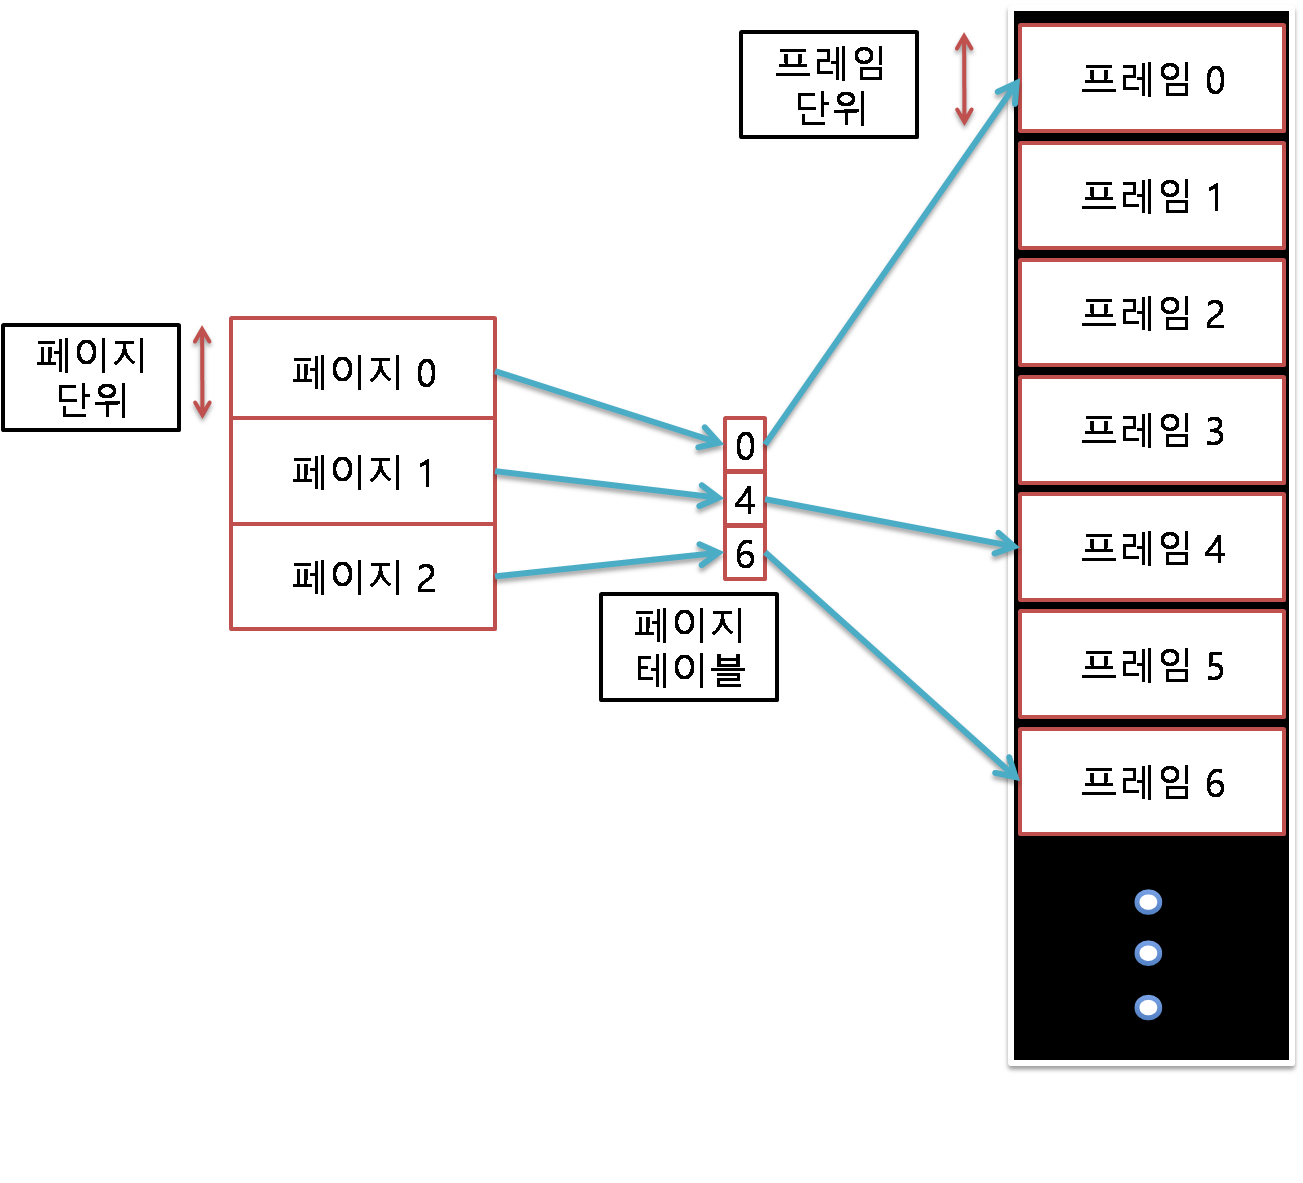 페이지
단위
페이지 0
페이지 1
페이지 2
0
4
6
페이지
테이블
프레임
단위
프레임 0
프레임 1
프레임 2
프레임 3
프레임 4
프레임 5
프레임 6